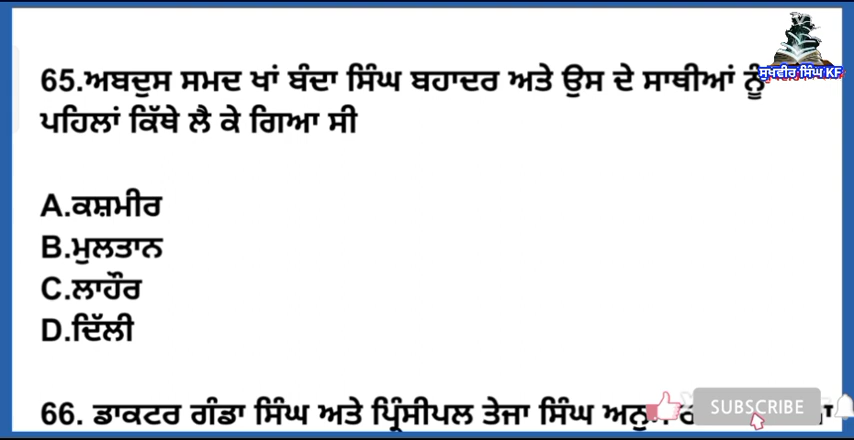 ਸੁਖਵੀਰ ਸਿੰਘ KF
65.ਅਬਦੁਸ ਸਮਦ ਖਾਂ ਬੰਦਾ ਸਿੰਘ ਬਹਾਦਰ ਅਤੇ ਉਸ ਦੇ ਸਾਥੀਆਂ ਨੂੰ
ਪਹਿਲਾਂ ਕਿੱਥੇ ਲੈ ਕੇ ਗਿਆ ਸੀ
A.ਕਸ਼ਮੀਰ
B.ਮੁਲਤਾਨ
C.ਲਾਹੌਰ
D.ਦਿੱਲੀ
66. ਡਾਕਟਰ ਗੰਡਾ ਸਿੰਘ ਅਤੇ ਪ੍ਰਿੰਸੀਪਲ ਤੇਜਾ ਸਿੰਘ
SUBSCRIBE